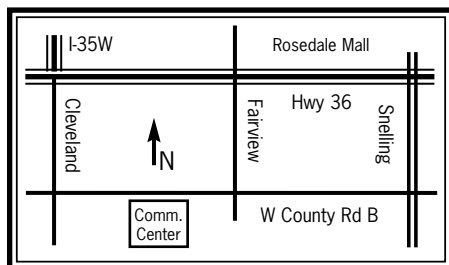 I-35W
Rosedale Mall
Hwy 36
Cleveland
Fairview
Snelling
N
Comm.
Center
W County Rd B